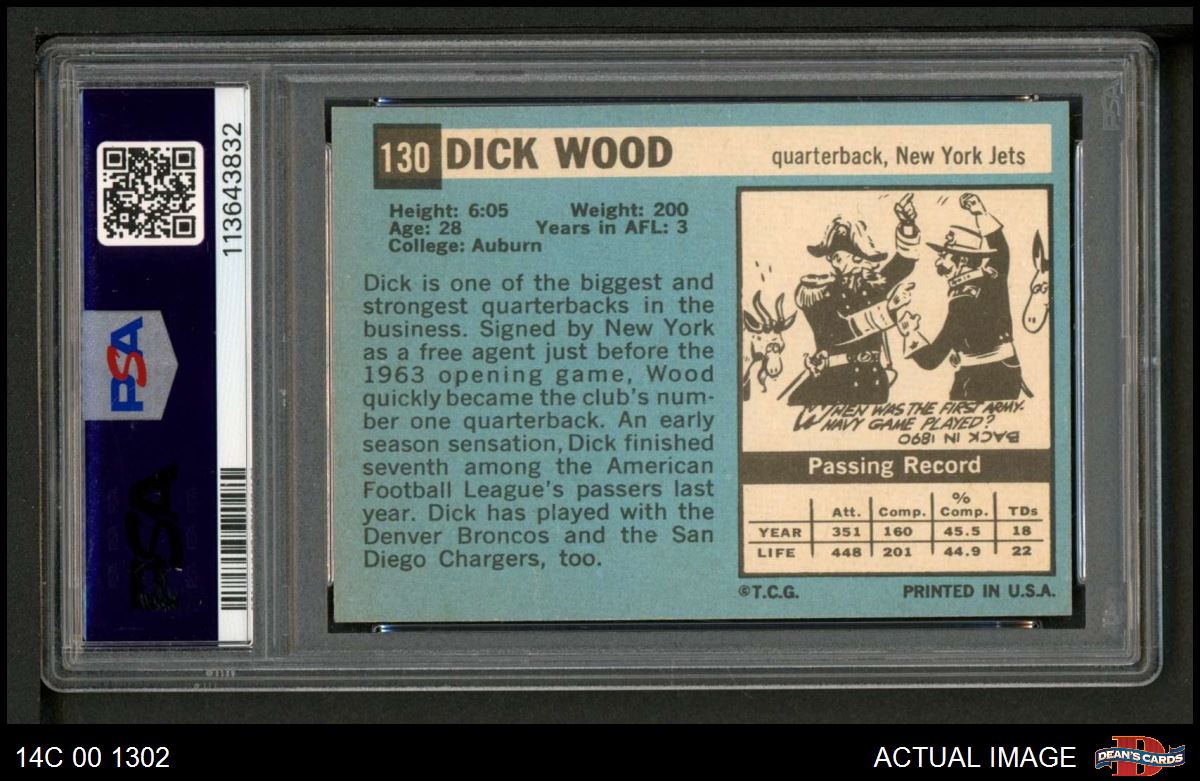 PSA
113643832
PSA
130 DICK WOOD
quarterback, New York Jets
Height: 6:05 Weight: 200
Age: 28 Years in AFL: 3
College: Auburn
Dick is one of the biggest and
strongest quarterbacks in the
business. Signed by New York
as a free agent just before the
1963 opening game, Wood
quickly became the club's num-
ber one quarterback. An early
season sensation, Dick finished
seventh among the American
Football League's passers last
year. Dick has played with the
Denver Broncos and the San
Diego Chargers, too.
WHEN WAS THE FIRST ARMY-
NAVY GAME PLAYED?
BACK IN 1890
Passing Record
Att. Comp. % Comp. TDs
YEAR 351 160 45.5 18
LIFE 448 201 44.9 22
©T.C.G. PRINTED IN U.S.A.
PSA
14C 00 1302
ACTUAL IMAGE
D
DEAN'S CARDS